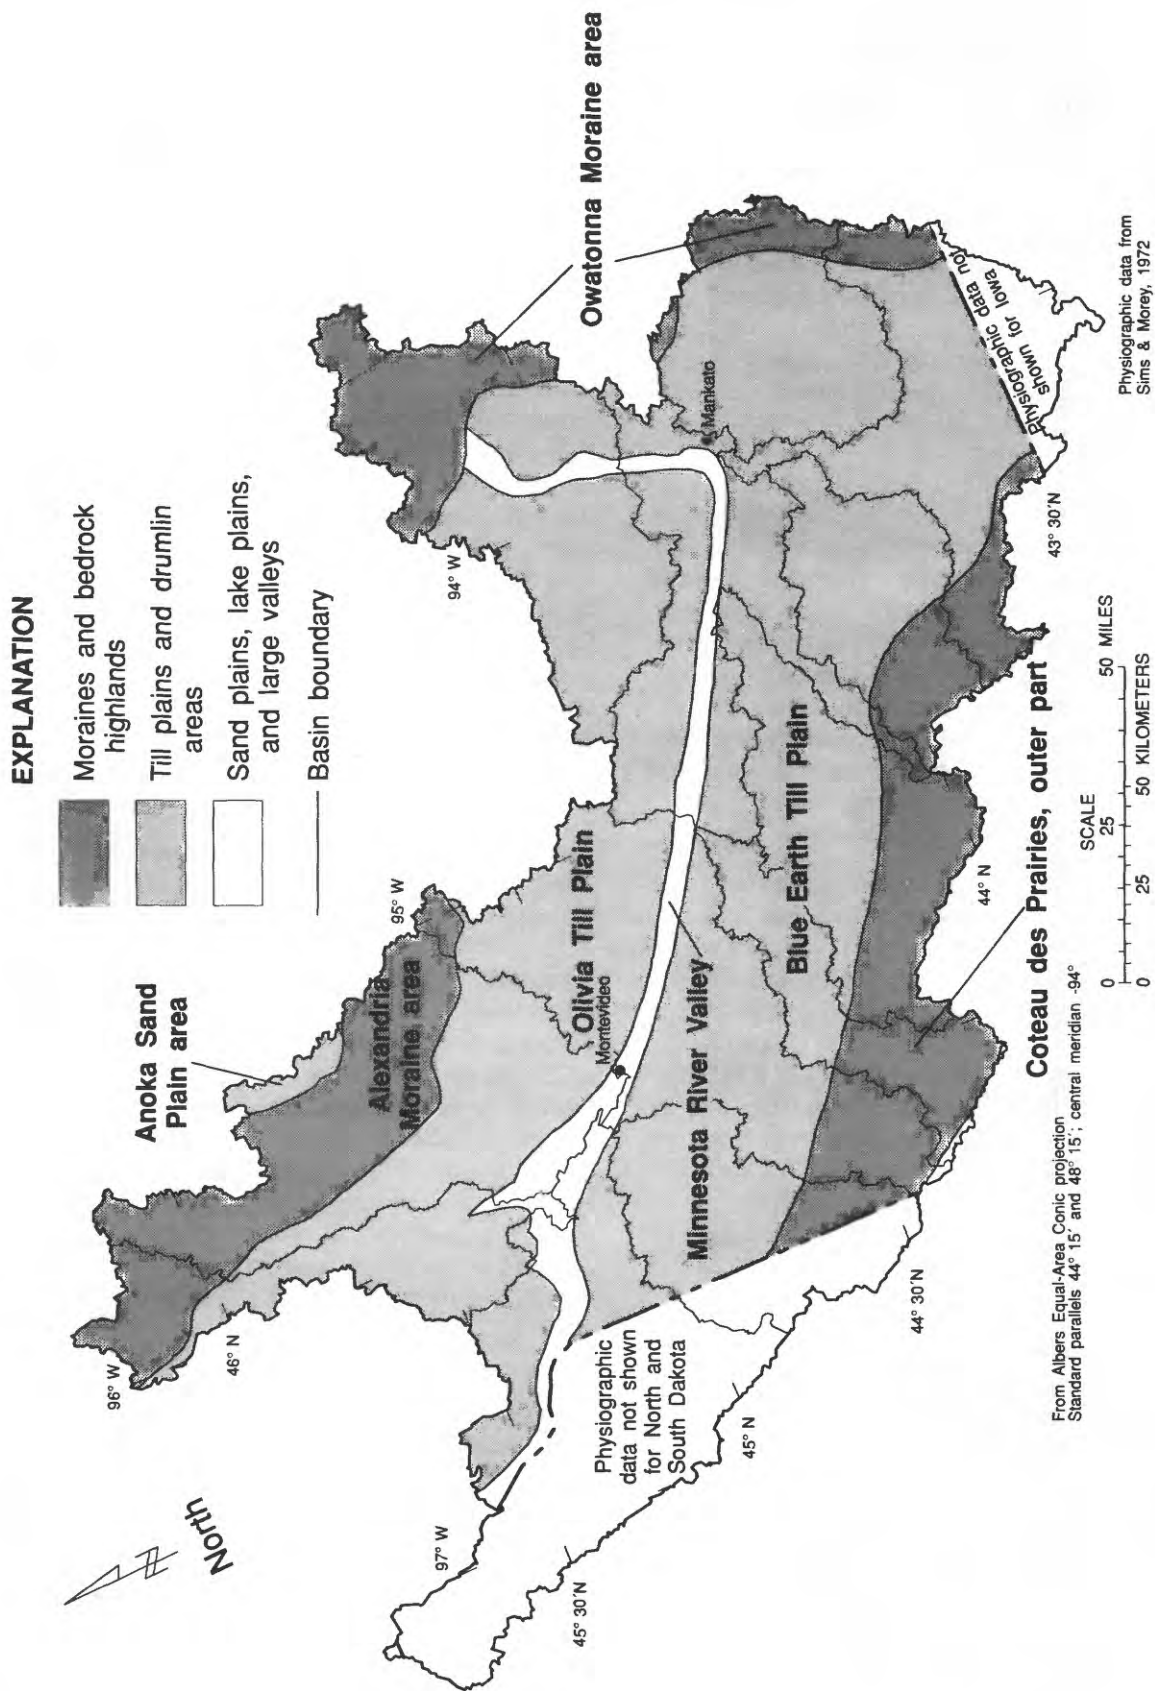 EXPLANATION
Moraines and bedrock
highlands
Till plains and drumlin
areas
Sand plains, lake plains,
and large valleys
Basin boundary
Anoka Sand
Plain area
Alexandria
Moraine area
Owatonna Moraine area
Olivia Till Plain
Montevideo
Mankato
Minnesota River Valley
Blue Earth Till Plain
Coteau des Prairies, outer part
Physiographic
data not shown
for North and
South Dakota
Physiographic data not
shown for Iowa
North
97° W
96° W
95° W
94° W
46° N
45° 30′N
45° N
44° 30′N
44° N
43° 30′N
SCALE
0 25 50 MILES
0 25 50 KILOMETERS
From Albers Equal-Area Conic projection
Standard parallels 44° 15′ and 48° 15′; central meridian -94°
Physiographic data from
Sims & Morey, 1972